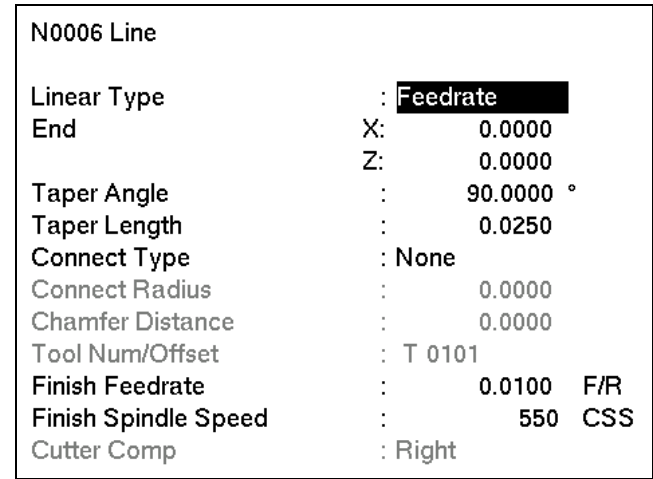 N0006 Line
Linear Type : Feedrate
End X: 0.0000
Z: 0.0000
Taper Angle : 90.0000 °
Taper Length : 0.0250
Connect Type : None
Connect Radius : 0.0000
Chamfer Distance : 0.0000
Tool Num/Offset : T 0101
Finish Feedrate : 0.0100 F/R
Finish Spindle Speed : 550 CSS
Cutter Comp : Right